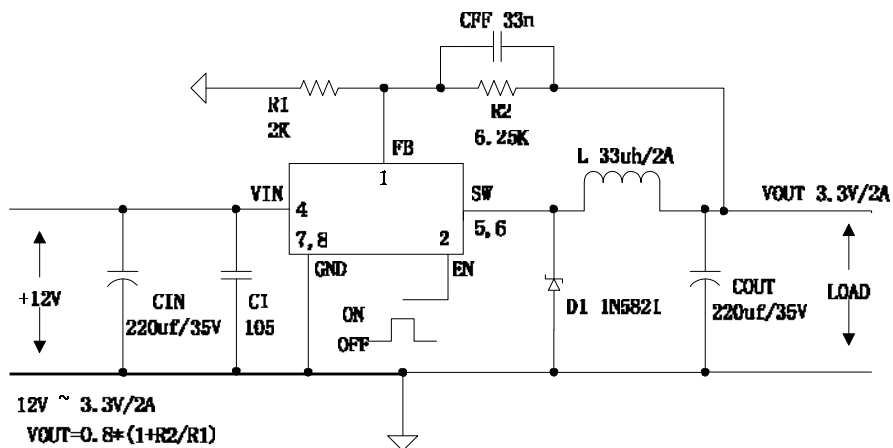 CFF 33n
R1
2K
R2
6.25K
FB
1
L 33uh/2A
VIN
4
SW
5,6
VOUT 3.3V/2A
7,8
2
GND
EN
+12V
CIN
220uf/35V
C1
105
ON
OFF
D1 1N5821
COUT
220uf/35V
LOAD
12V ~ 3.3V/2A
VOUT=0.8*(1+R2/R1)